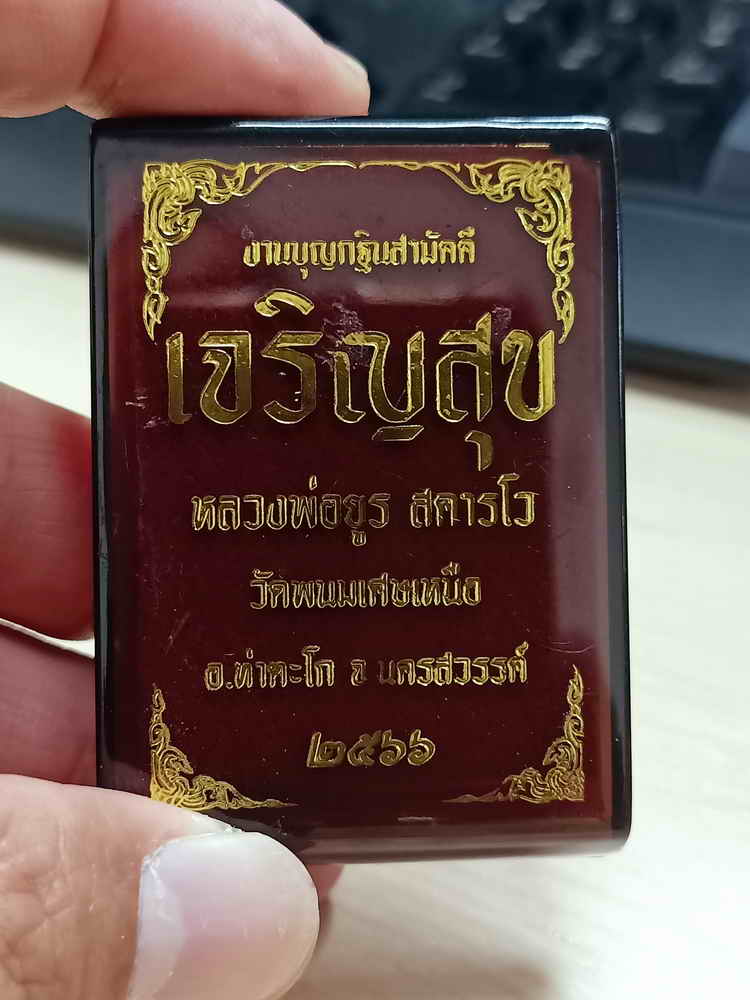 งานบุญกฐินสามัคคี
เจริญสุข
หลวงพ่อยูร สคารโว
วัดพนมเศษเหนือ
อ.ท่าตะโก จ.นครสวรรค์
๒๕๖๖